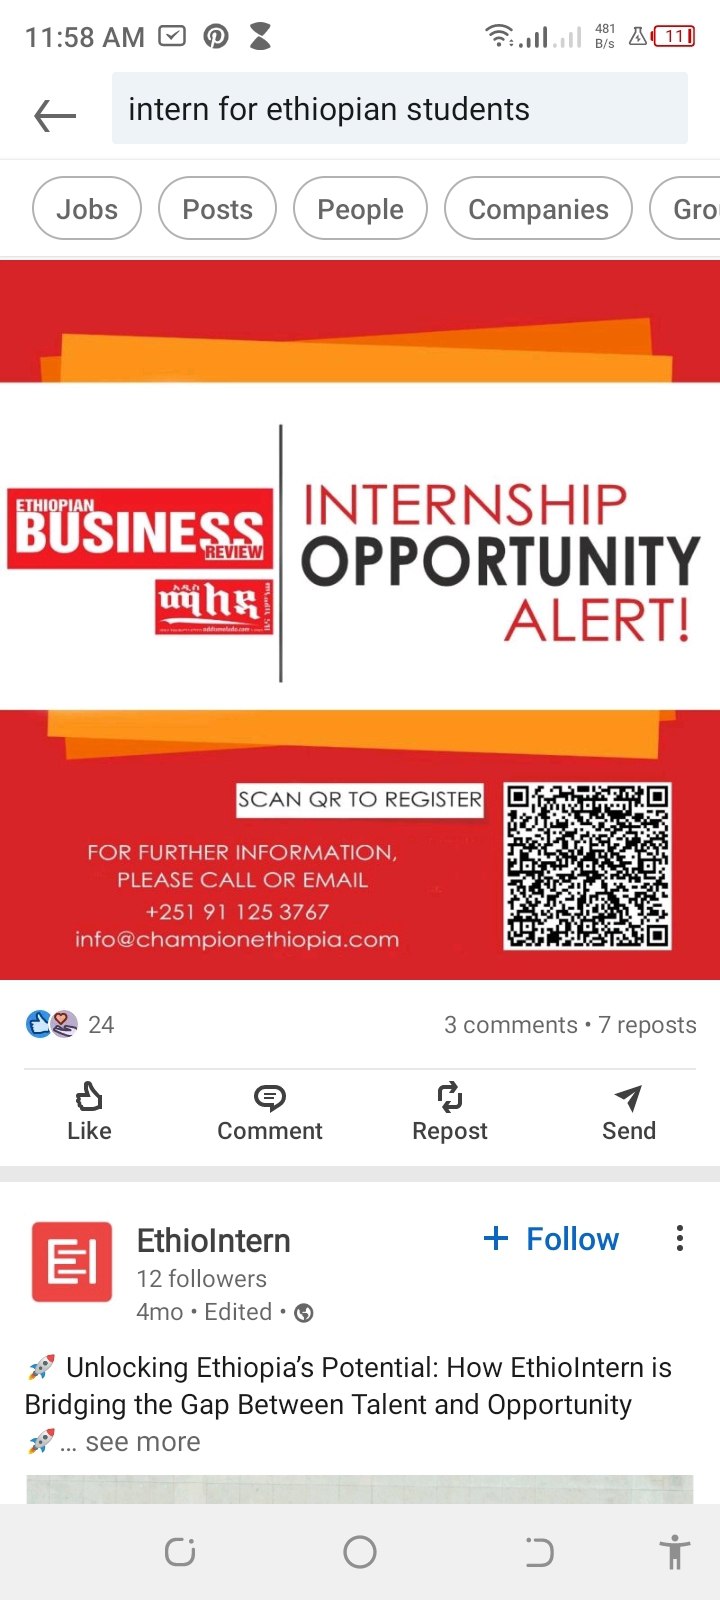 11:58 AM
481
B/s
11
intern for ethiopian students
Jobs
Posts
People
Companies
Gro
ETHIOPIAN
BUSINESS
REVIEW
አዲስ
ማለዳ
INTERNSHIP
OPPORTUNITY
ALERT!
SCAN QR TO REGISTER
FOR FURTHER INFORMATION,
PLEASE CALL OR EMAIL
+251 91 125 3767
info@championethiopia.com
24
3 comments • 7 reposts
Like
Comment
Repost
Send
EI
EthioIntern
+ Follow
12 followers
4mo • Edited •
🚀 Unlocking Ethiopia’s Potential: How EthioIntern is
Bridging the Gap Between Talent and Opportunity
🚀... see more